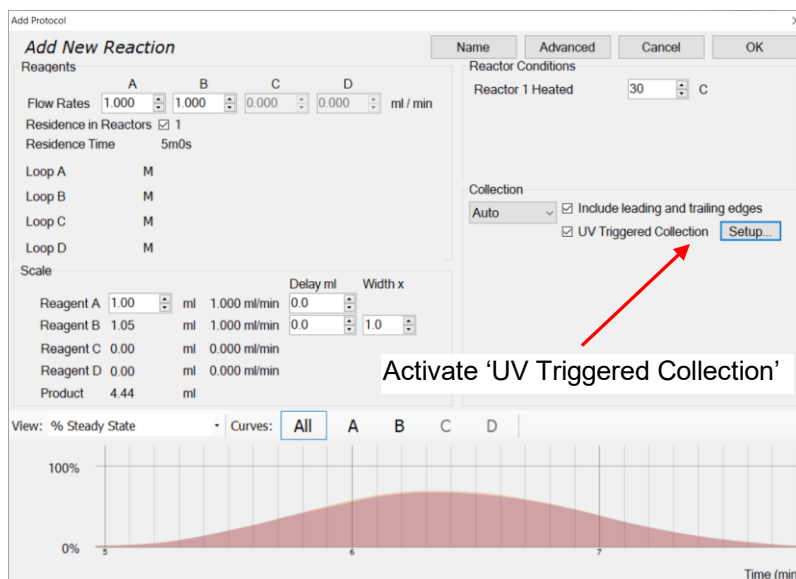 Add Protocol
Add New Reaction
Name Advanced Cancel OK
Reagents
A B C D
Flow Rates 1.000 1.000 0.000 0.000 ml / min
Residence in Reactors 1
Residence Time 5m0s
Loop A M
Loop B M
Loop C M
Loop D M
Reactor Conditions
Reactor 1 Heated 30 C
Collection
Auto Include leading and trailing edges
UV Triggered Collection Setup...
Activate ‘UV Triggered Collection’
Scale
Delay ml Width x
Reagent A 1.00 ml 1.000 ml/min 0.0
Reagent B 1.05 ml 1.000 ml/min 0.0 1.0
Reagent C 0.00 ml 0.000 ml/min
Reagent D 0.00 ml 0.000 ml/min
Product 4.44 ml
View: % Steady State Curves: All A B C D
100%
0%
5 6 7
Time (min